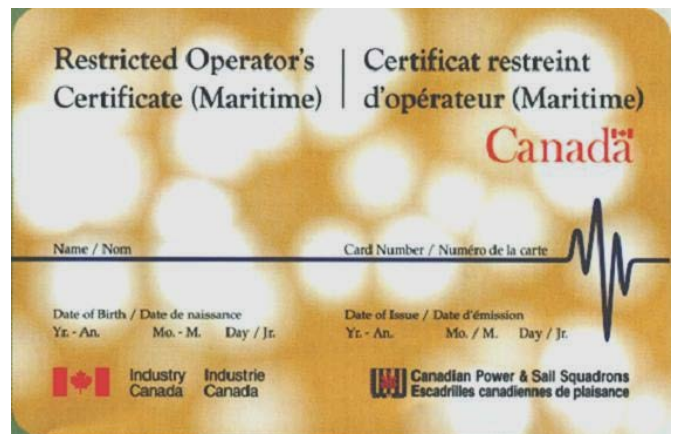 Restricted Operator's
Certificate (Maritime)
Certificat restreint
d'opérateur (Maritime)
Canada
Name / Nom
Card Number / Numéro de la carte
Date of Birth / Date de naissance
Yr. - An. Mo. - M. Day / Jr.
Date of Issue / Date d'émission
Yr. - An. Mo. / M. Day / Jr.
Industry Canada
Industrie Canada
Canadian Power & Sail Squadrons
Escadrilles canadiennes de plaisance